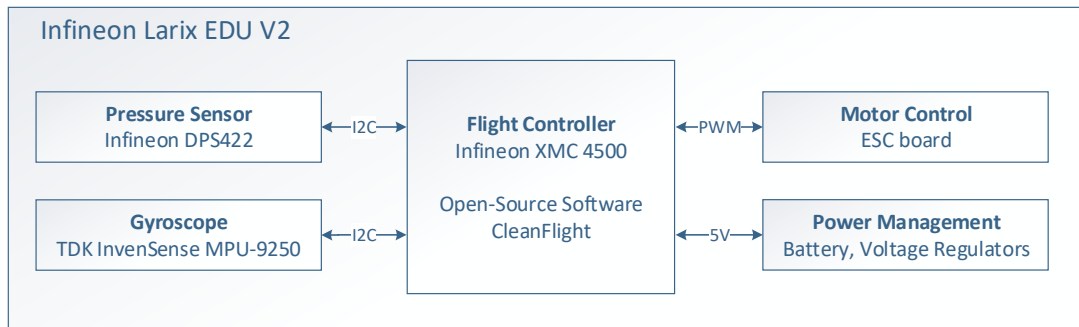 Infineon Larix EDU V2
Pressure Sensor
Infineon DPS422
I2C
Gyroscope
TDK InvenSense MPU-9250
I2C
Flight Controller
Infineon XMC 4500
Open-Source Software
CleanFlight
PWM
Motor Control
ESC board
5V
Power Management
Battery, Voltage Regulators